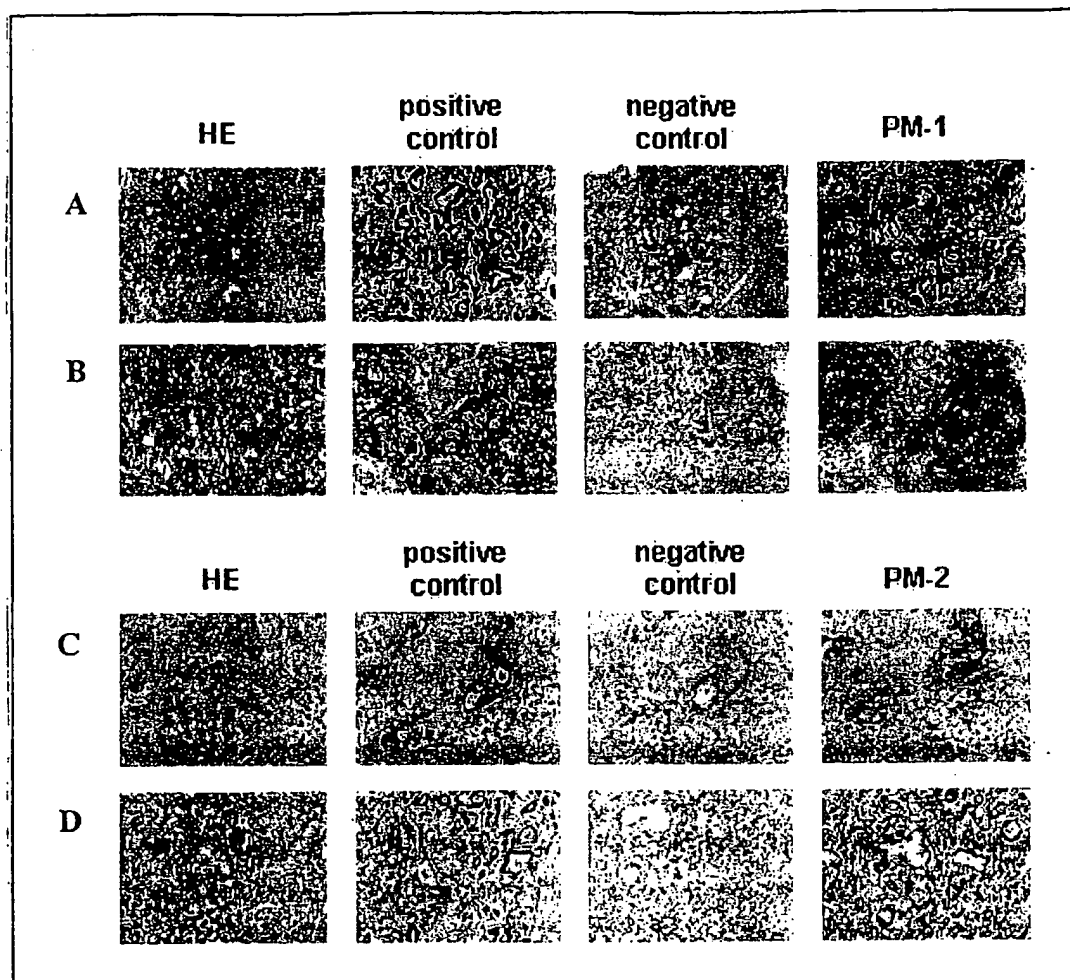 HE
positive
control
negative
control
PM-1
A
B
HE
positive
control
negative
control
PM-2
C
D